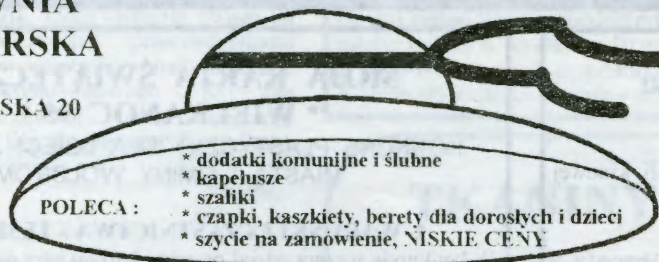 WNIA
RSKA
SKA 20
* dodatki komunijne i ślubne
* kapelusze
* szaliki
POLECA : * czapki, kaszkiety, berety dla dorosłych i dzieci
* szycie na zamówienie, NISKIE CENY